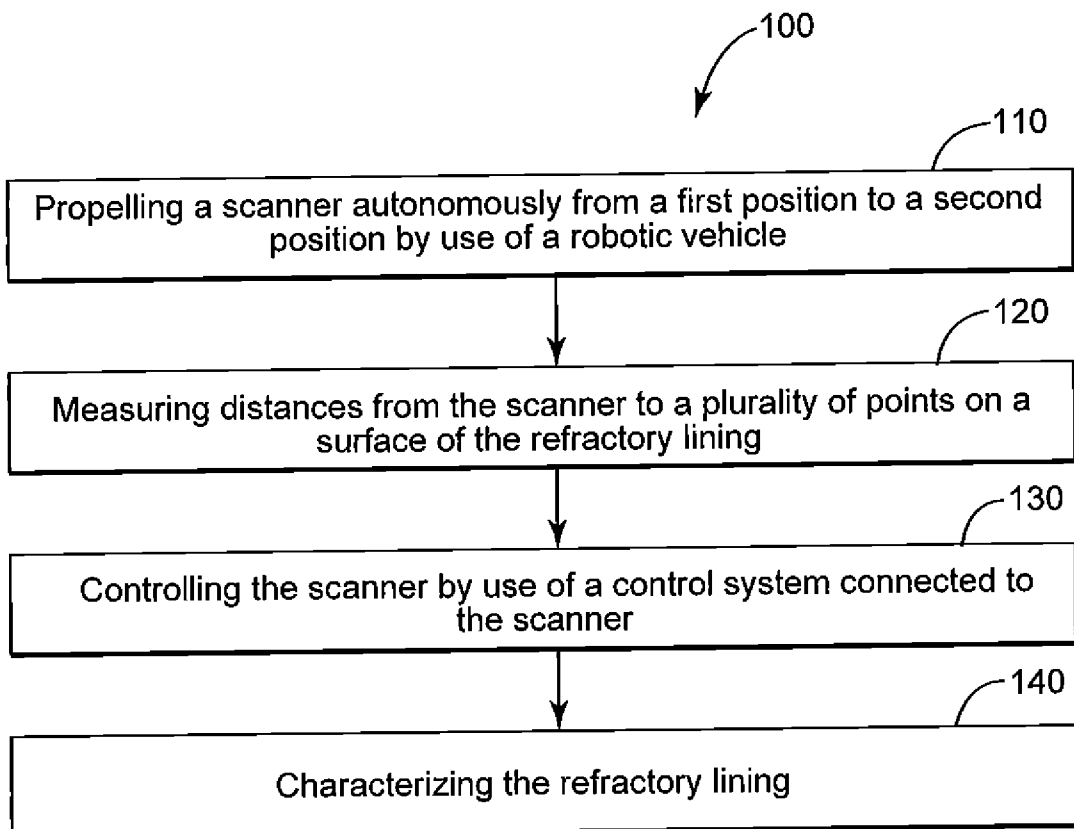 100
110
Propelling a scanner autonomously from a first position to a second
position by use of a robotic vehicle
120
Measuring distances from the scanner to a plurality of points on a
surface of the refractory lining
130
Controlling the scanner by use of a control system connected to
the scanner
140
Characterizing the refractory lining